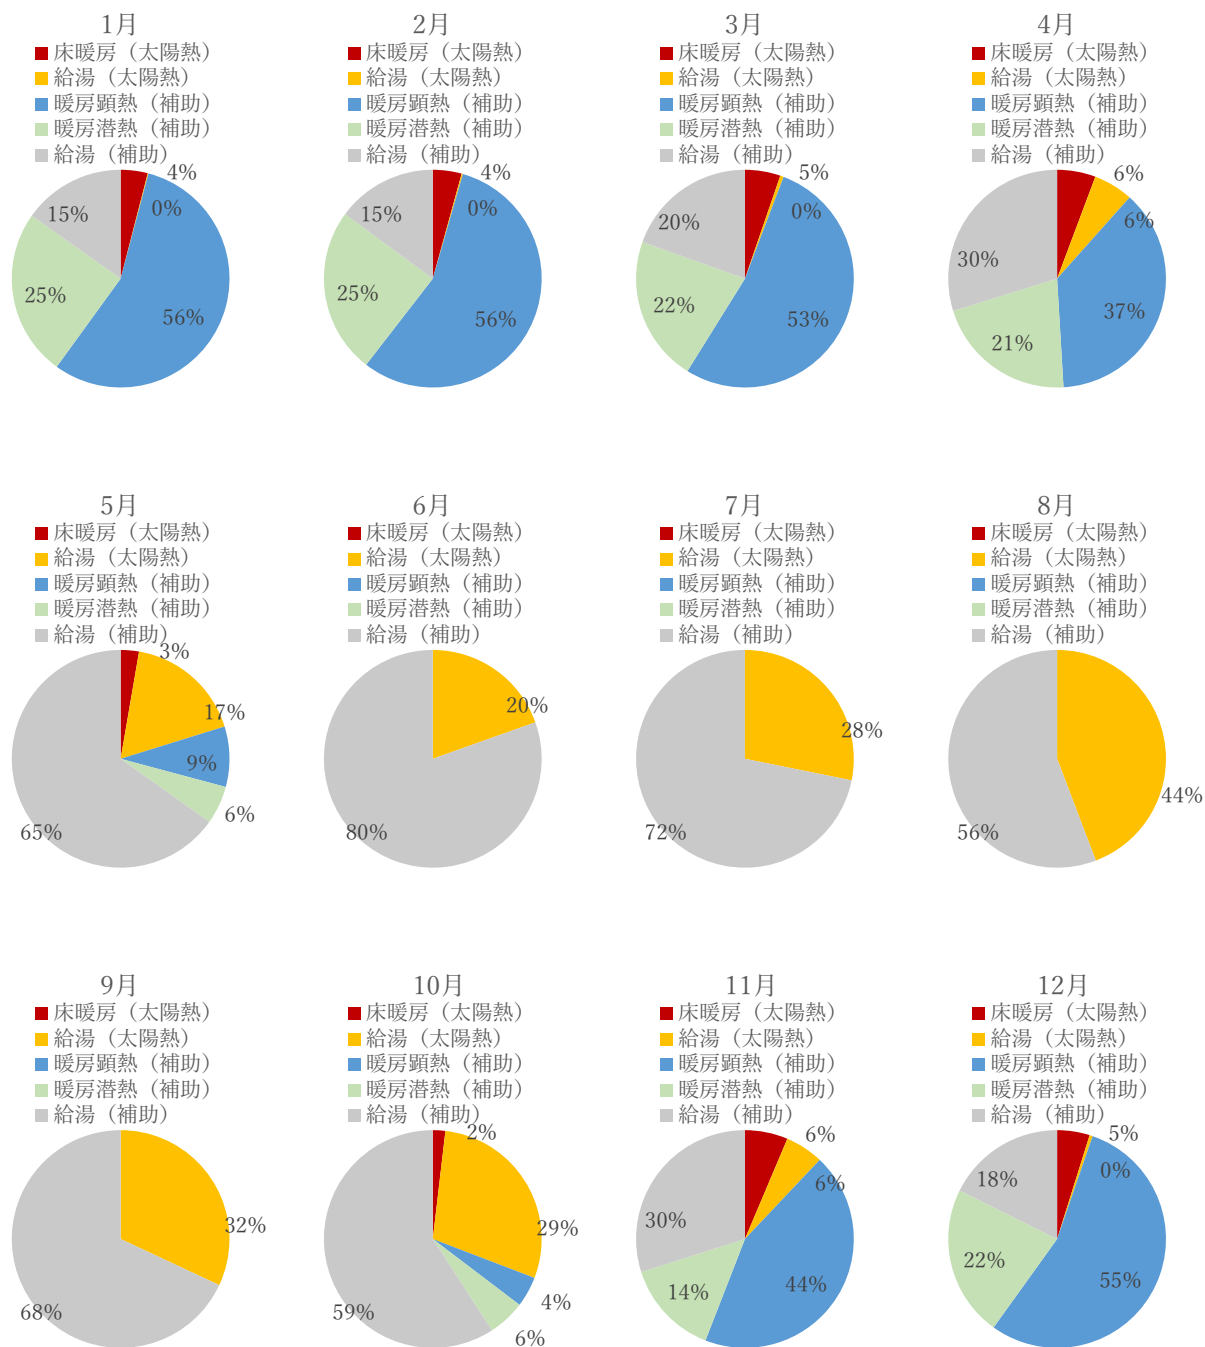 1月
床暖房（太陽熱）
給湯（太陽熱）
暖房顕熱（補助）
暖房潜熱（補助）
給湯（補助）
4%
0%
15%
25%
56%
2月
床暖房（太陽熱）
給湯（太陽熱）
暖房顕熱（補助）
暖房潜熱（補助）
給湯（補助）
4%
0%
15%
25%
56%
3月
床暖房（太陽熱）
給湯（太陽熱）
暖房顕熱（補助）
暖房潜熱（補助）
給湯（補助）
5%
0%
20%
22%
53%
4月
床暖房（太陽熱）
給湯（太陽熱）
暖房顕熱（補助）
暖房潜熱（補助）
給湯（補助）
6%
6%
30%
37%
21%
5月
床暖房（太陽熱）
給湯（太陽熱）
暖房顕熱（補助）
暖房潜熱（補助）
給湯（補助）
3%
17%
9%
6%
65%
6月
床暖房（太陽熱）
給湯（太陽熱）
暖房顕熱（補助）
暖房潜熱（補助）
給湯（補助）
20%
80%
7月
床暖房（太陽熱）
給湯（太陽熱）
暖房顕熱（補助）
暖房潜熱（補助）
給湯（補助）
28%
72%
8月
床暖房（太陽熱）
給湯（太陽熱）
暖房顕熱（補助）
暖房潜熱（補助）
給湯（補助）
44%
56%
9月
床暖房（太陽熱）
給湯（太陽熱）
暖房顕熱（補助）
暖房潜熱（補助）
給湯（補助）
32%
68%
10月
床暖房（太陽熱）
給湯（太陽熱）
暖房顕熱（補助）
暖房潜熱（補助）
給湯（補助）
2%
29%
4%
59%
6%
11月
床暖房（太陽熱）
給湯（太陽熱）
暖房顕熱（補助）
暖房潜熱（補助）
給湯（補助）
6%
6%
30%
44%
14%
12月
床暖房（太陽熱）
給湯（太陽熱）
暖房顕熱（補助）
暖房潜熱（補助）
給湯（補助）
5%
0%
18%
22%
55%